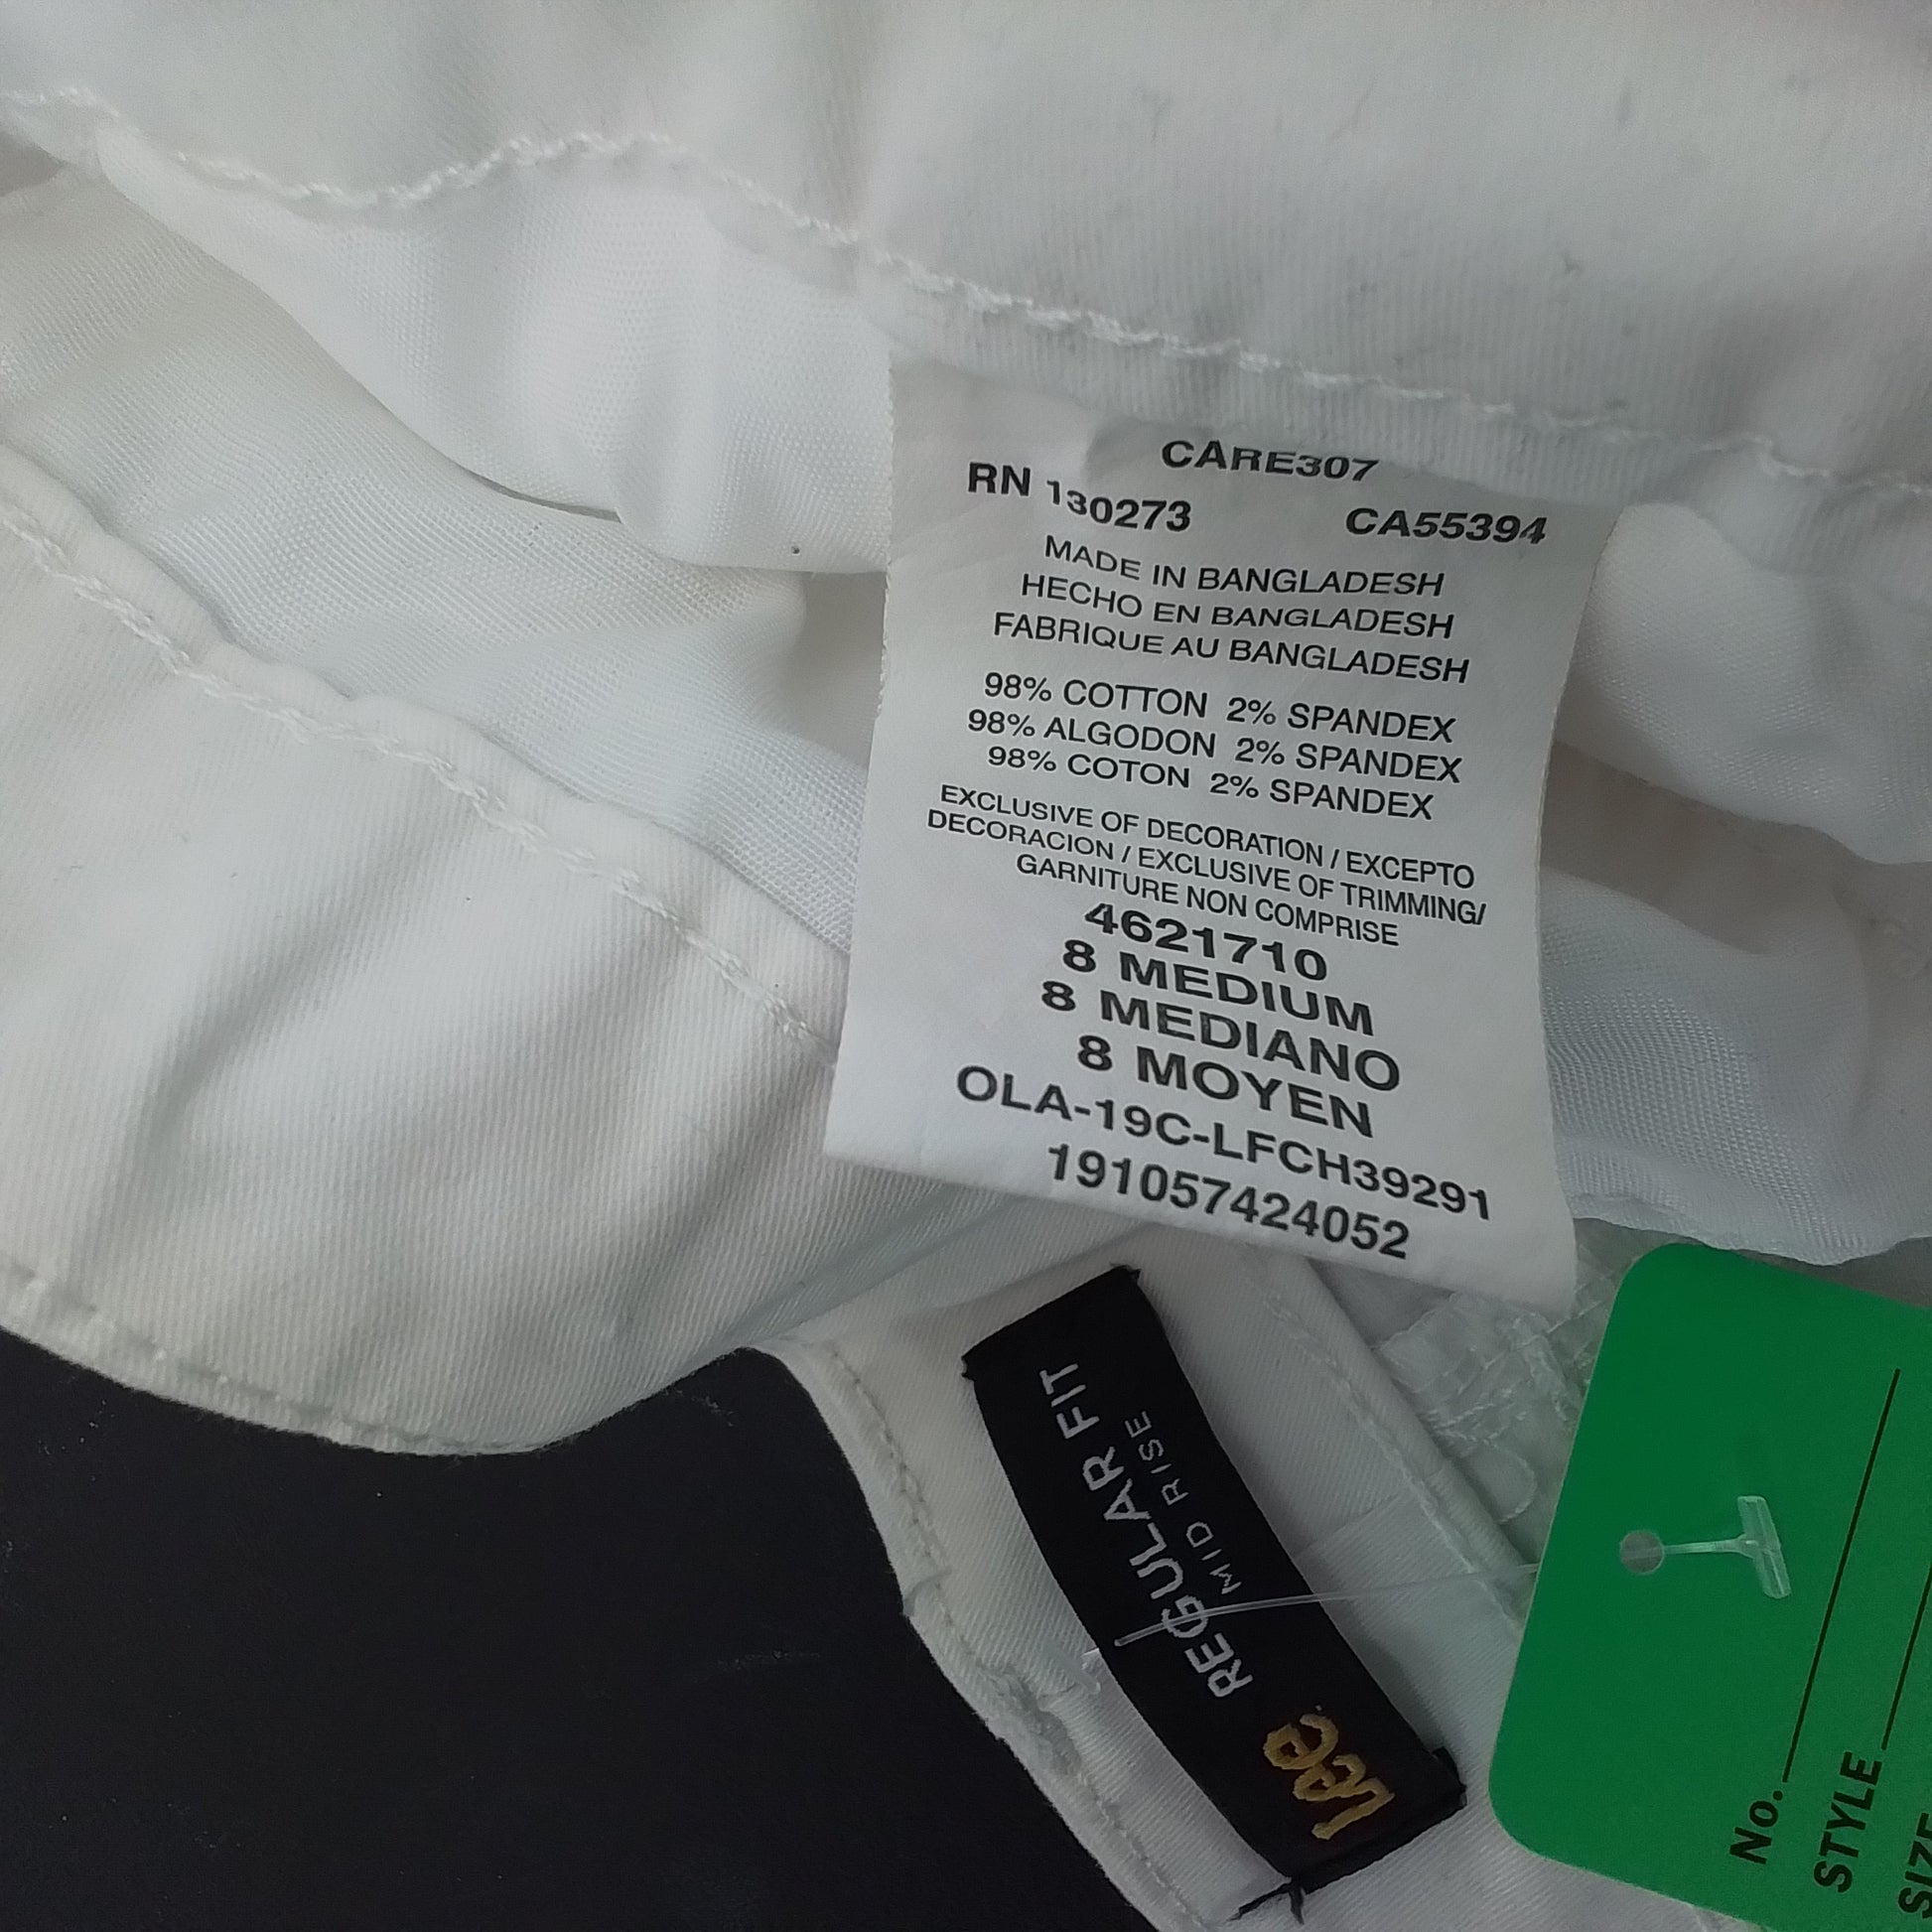 CARE307
RN 130273 CA55394
MADE IN BANGLADESH
HECHO EN BANGLADESH
FABRIQUE AU BANGLADESH
98% COTTON 2% SPANDEX
98% ALGODON 2% SPANDEX
98% COTON 2% SPANDEX
EXCLUSIVE OF DECORATION / EXCEPTO
DECORACION / EXCLUSIVE OF TRIMMING/
GARNITURE NON COMPRISE
4621710
8 MEDIUM
8 MEDIANO
8 MOYEN
OLA-19C-LFCH39291
191057424052
Lee REGULAR FIT
MID RISE
No.
STYLE
SIZE